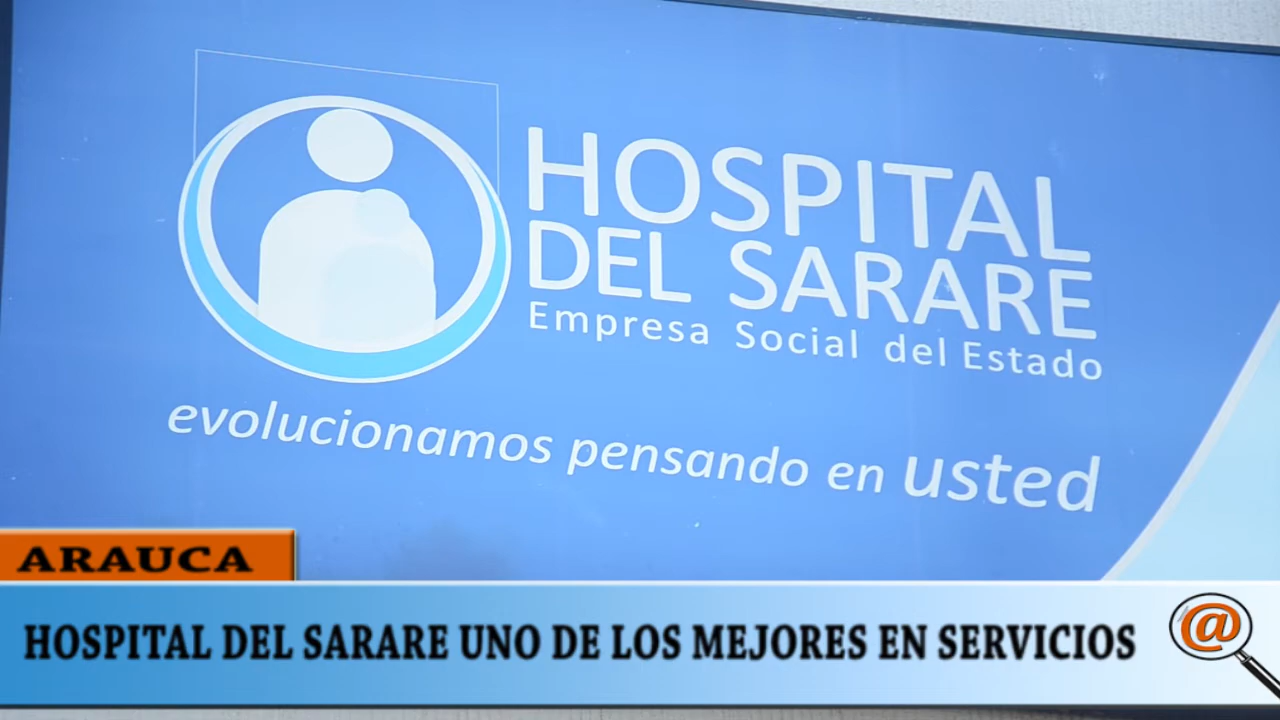 HOSPITAL
DEL SARARE
Empresa Social del Estado
evolucionamos pensando en usted
ARAUCA
HOSPITAL DEL SARARE UNO DE LOS MEJORES EN SERVICIOS
@